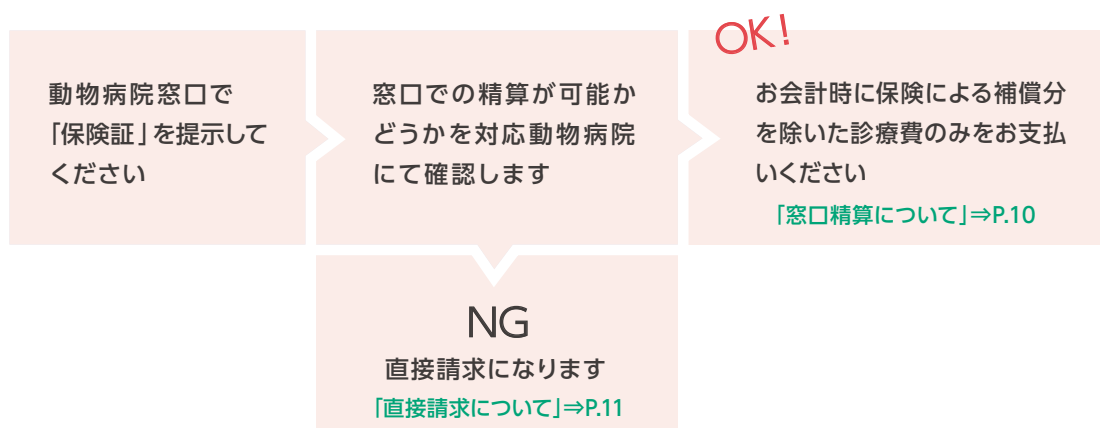 動物病院窓口で
「保険証」を提示して
ください
窓口での精算が可能か
どうかを対応動物病院
にて確認します
OK!
お会計時に保険による補償分
を除いた診療費のみをお支払
いください
「窓口精算について」⇒P.10
NG
直接請求になります
「直接請求について」⇒P.11